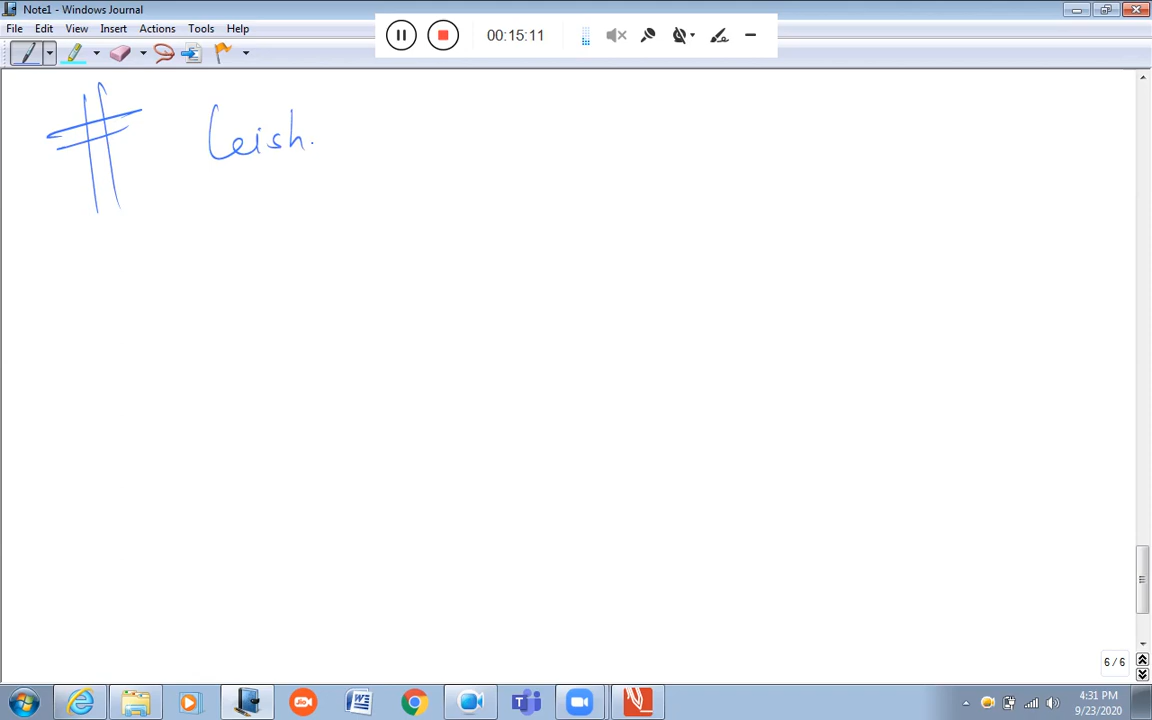 Note1 - Windows Journal
File Edit View Insert Actions Tools Help
00:15:11
# Leish.
6 / 6
4:31 PM
9/23/2020